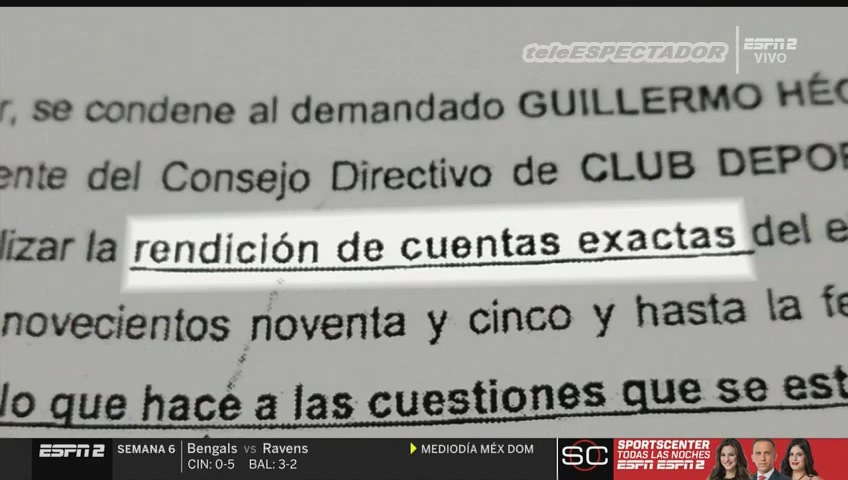 teleESPECTADOR
ESPN 2
VIVO
r, se condene al demandado GUILLERMO HÉC
ente del Consejo Directivo de CLUB DEPOR
lizar la rendición de cuentas exactas del e
novecientos noventa y cinco y hasta la fe
lo que hace a las cuestiones que se est
ESPN 2
SEMANA 6
Bengals vs Ravens
CIN: 0-5 BAL: 3-2
MEDIODÍA MÉX DOM
SC
SPORTSCENTER
TODAS LAS NOCHES
ESPN ESPN 2